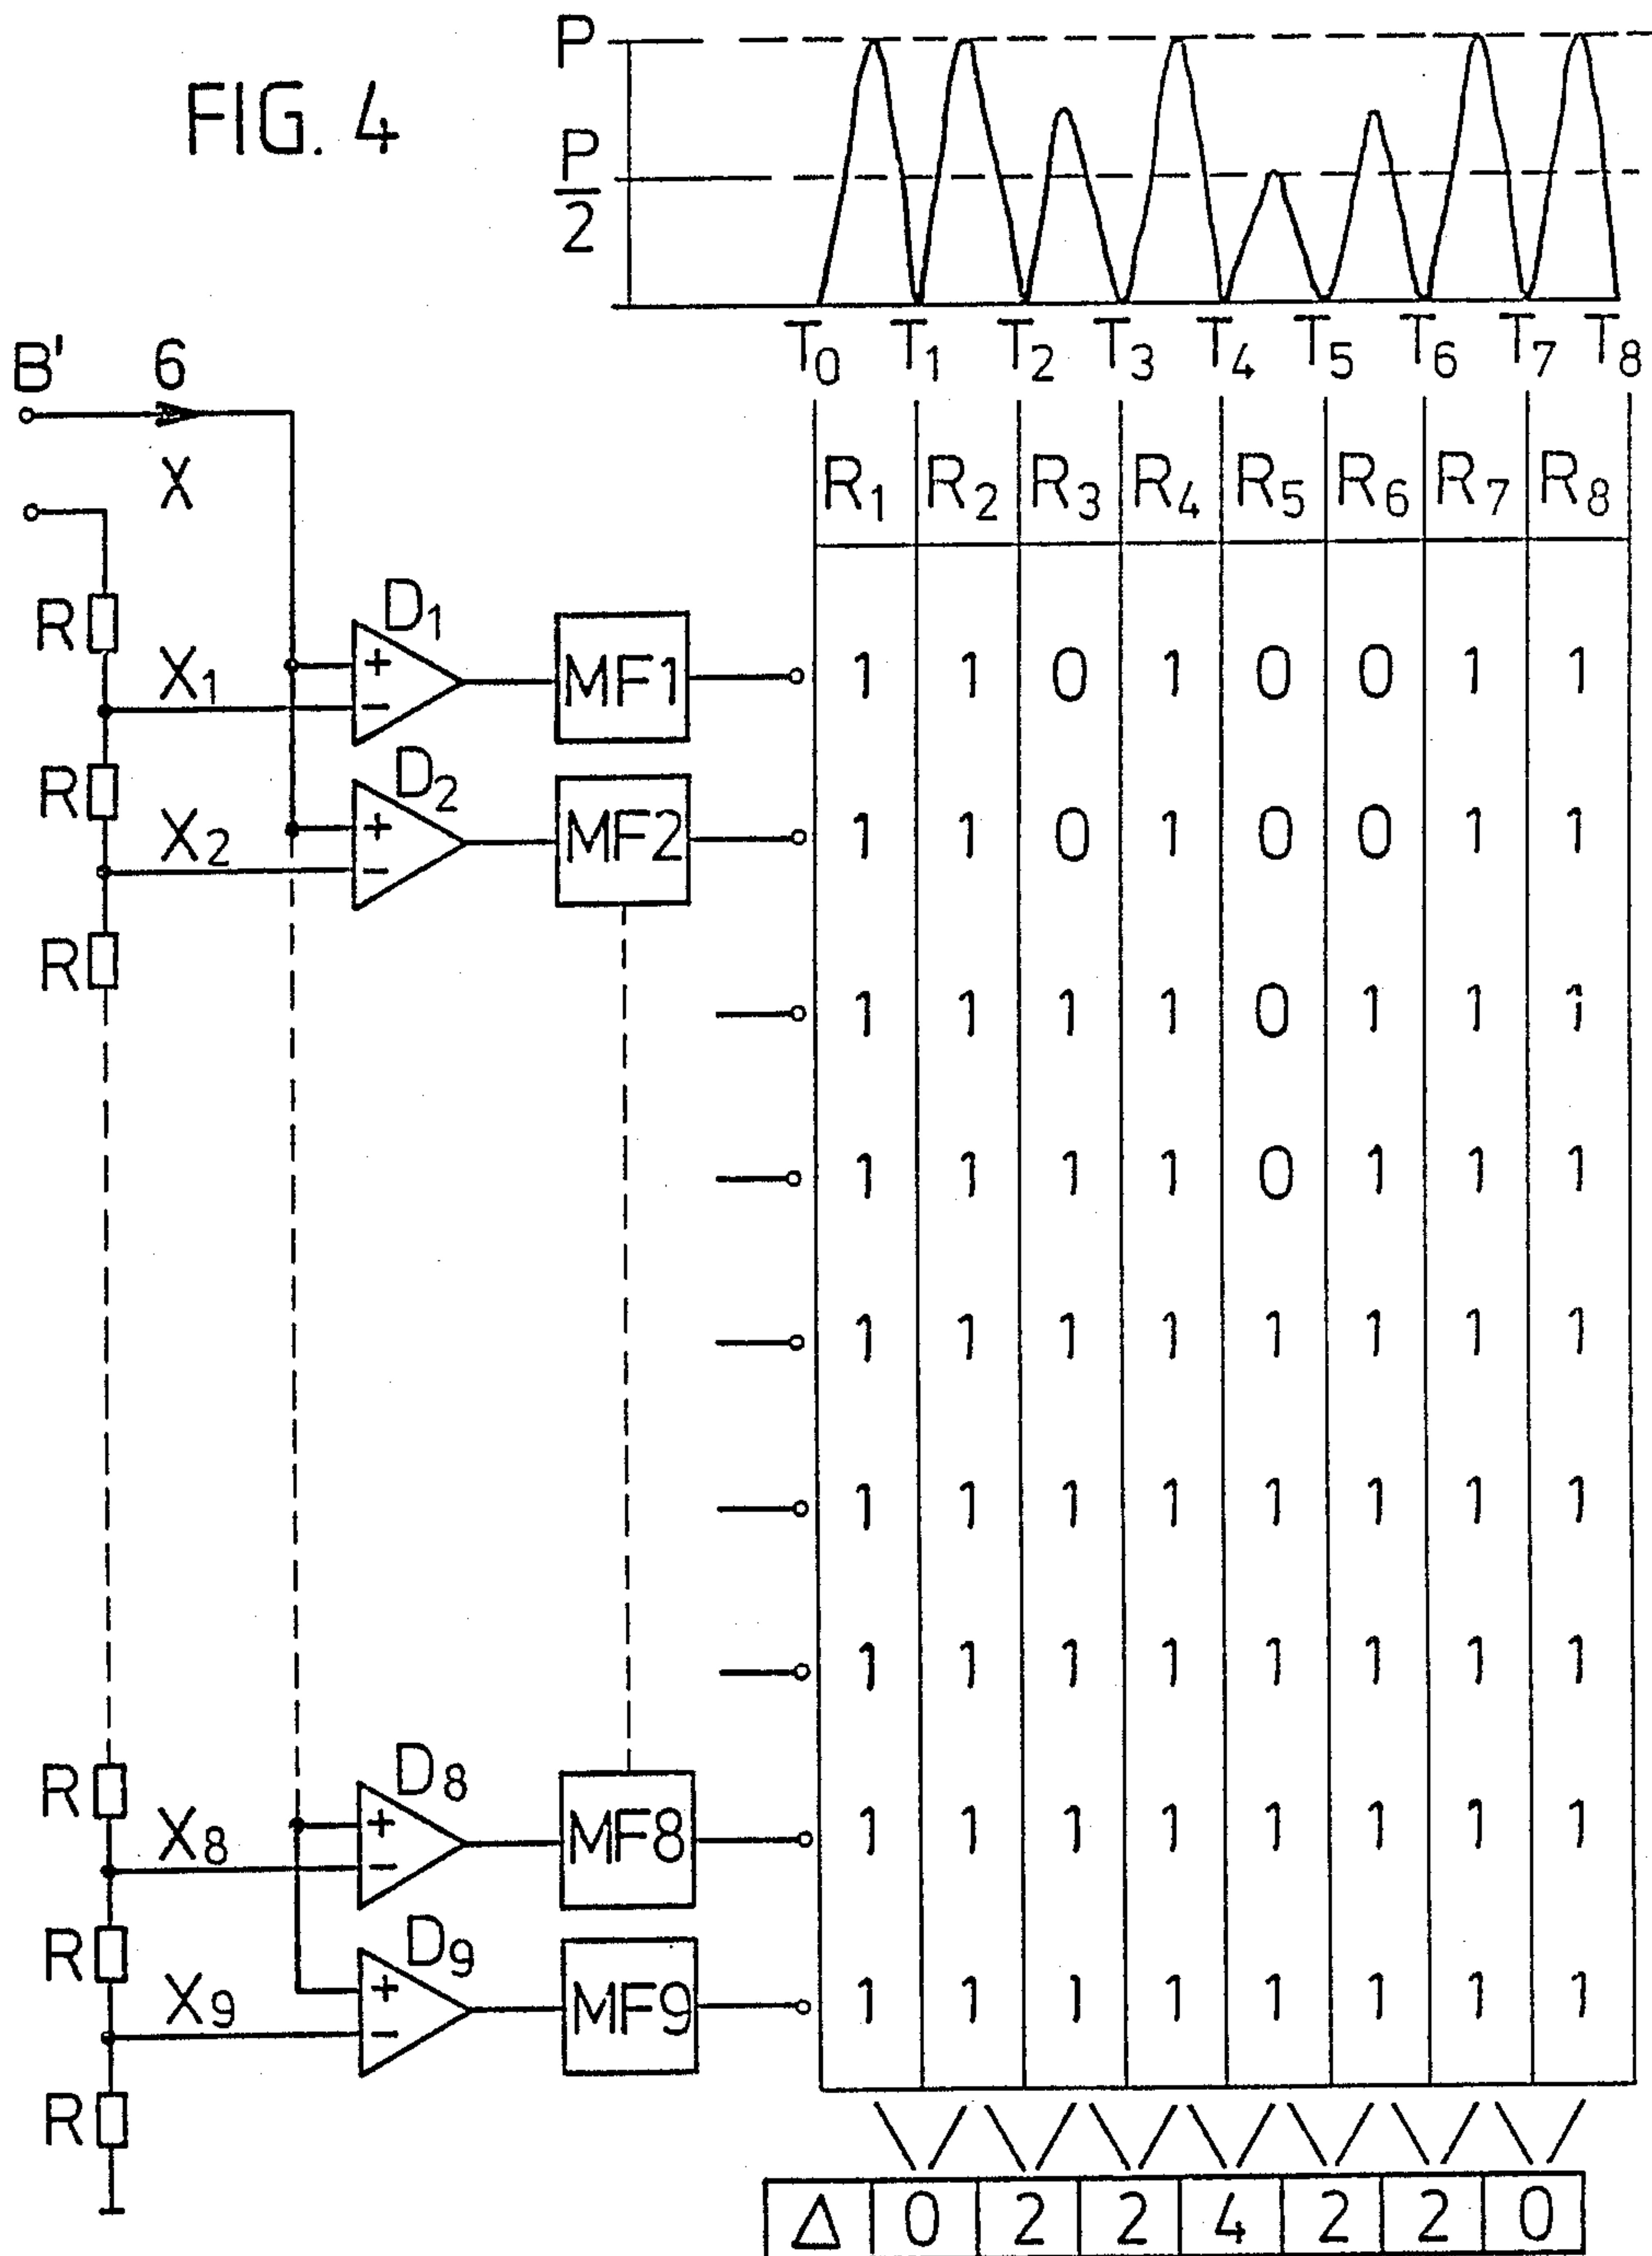 FIG. 4
P
P
2
T0 T1 T2 T3 T4 T5 T6 T7 T8
B' 6
X
R1 R2 R3 R4 R5 R6 R7 R8
R
X1 + - D1 MF1 1 1 0 1 0 0 1 1
R
X2 + - D2 MF2 1 1 0 1 0 0 1 1
R
1 1 1 1 0 1 1 1
1 1 1 1 0 1 1 1
1 1 1 1 1 1 1 1
1 1 1 1 1 1 1 1
1 1 1 1 1 1 1 1
R
X8 + - D8 MF8 1 1 1 1 1 1 1 1
R
X9 + - D9 MF9 1 1 1 1 1 1 1 1
R
Δ 0 2 2 4 2 2 0